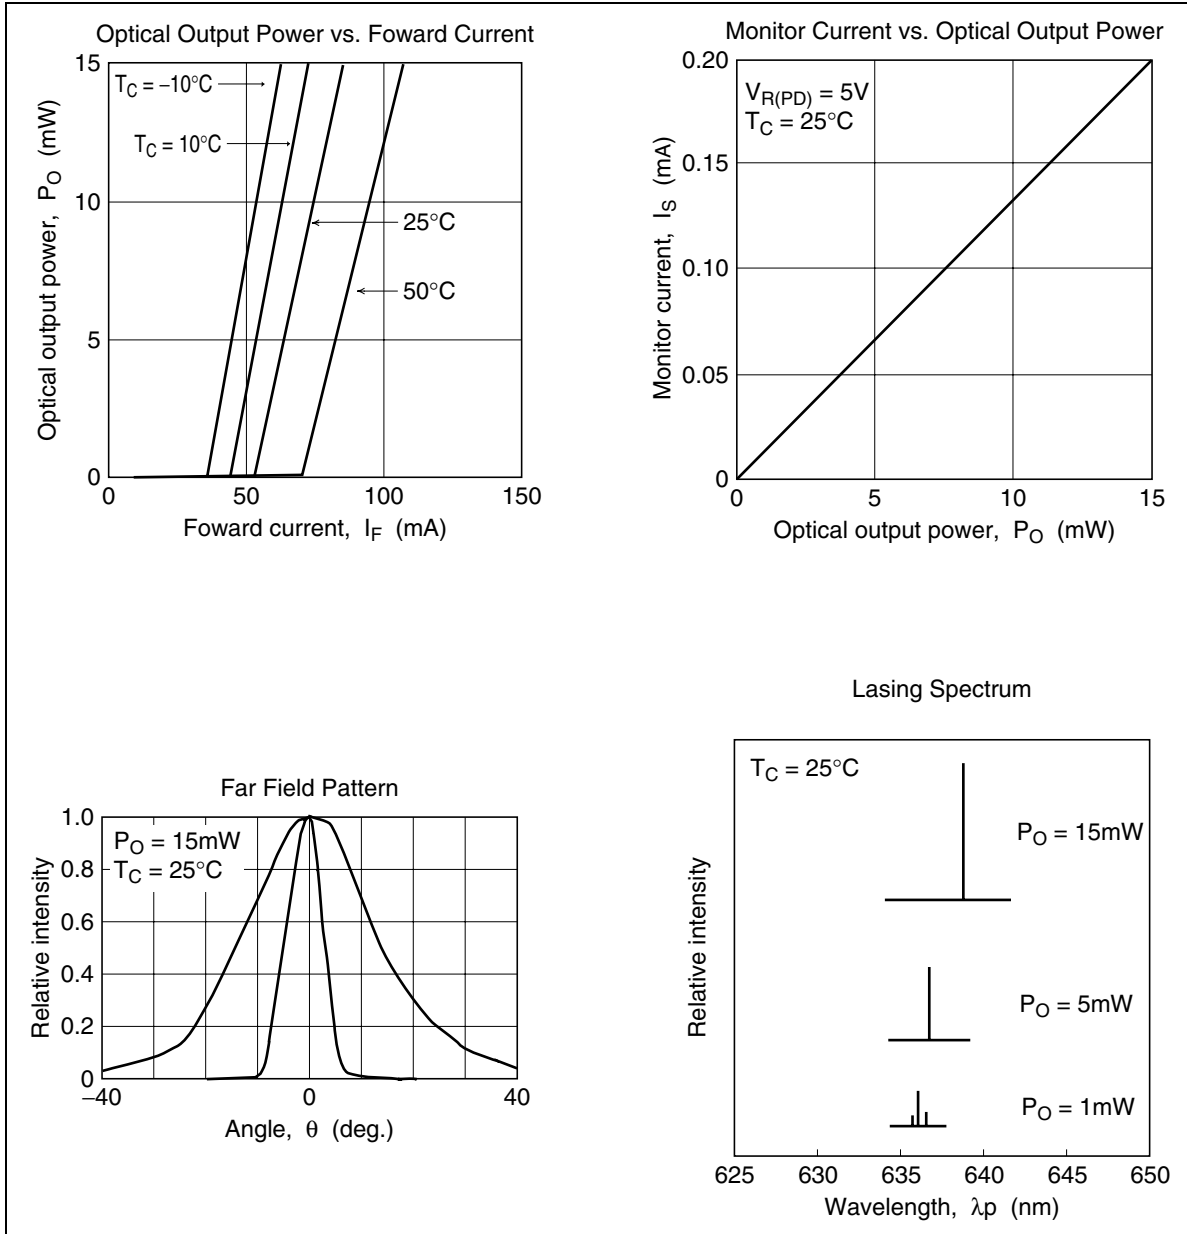 Optical Output Power vs. Foward Current
15
10
5
0
Optical output power, PO (mW)
TC = –10°C
TC = 10°C
25°C
50°C
0
50
100
150
Foward current, IF (mA)
Monitor Current vs. Optical Output Power
0.20
0.15
0.10
0.05
0
Monitor current, IS (mA)
VR(PD) = 5V
TC = 25°C
0
5
10
15
Optical output power, PO (mW)
Far Field Pattern
1.0
0.8
0.6
0.4
0.2
0
Relative intensity
PO = 15mW
TC = 25°C
–40
0
40
Angle, θ (deg.)
Lasing Spectrum
Relative intensity
TC = 25°C
PO = 15mW
PO = 5mW
PO = 1mW
625
630
635
640
645
650
Wavelength, λp (nm)